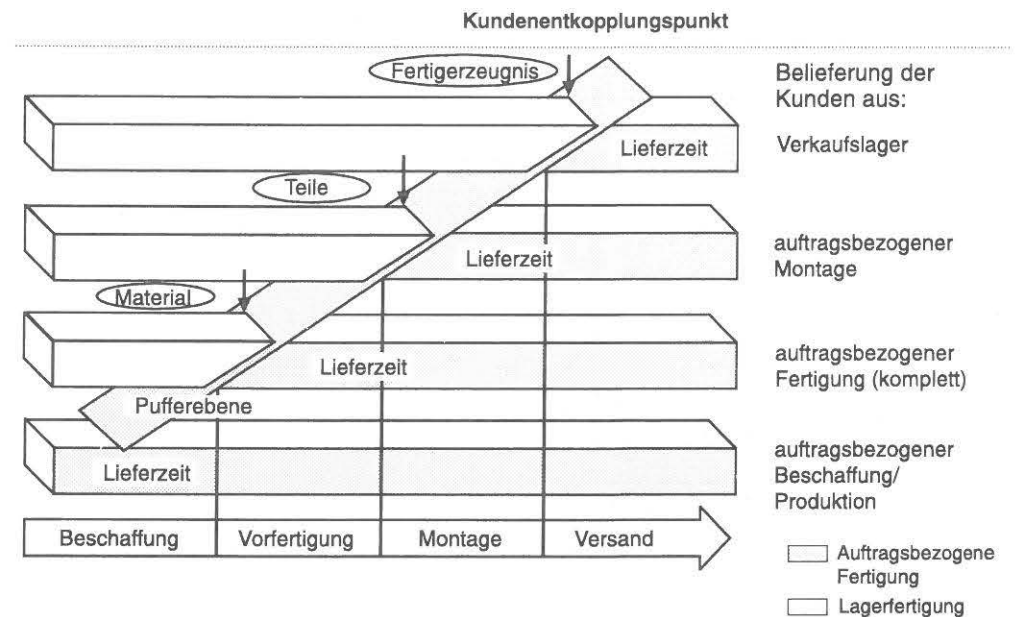 Kundenentkopplungspunkt
Fertigerzeugnis
Belieferung der
Kunden aus:
Lieferzeit
Verkaufslager
Teile
Lieferzeit
auftragsbezogener
Montage
Material
Lieferzeit
auftragsbezogener
Fertigung (komplett)
Pufferebene
Lieferzeit
auftragsbezogener
Beschaffung/
Produktion
Beschaffung
Vorfertigung
Montage
Versand
Auftragsbezogene
Fertigung
Lagerfertigung